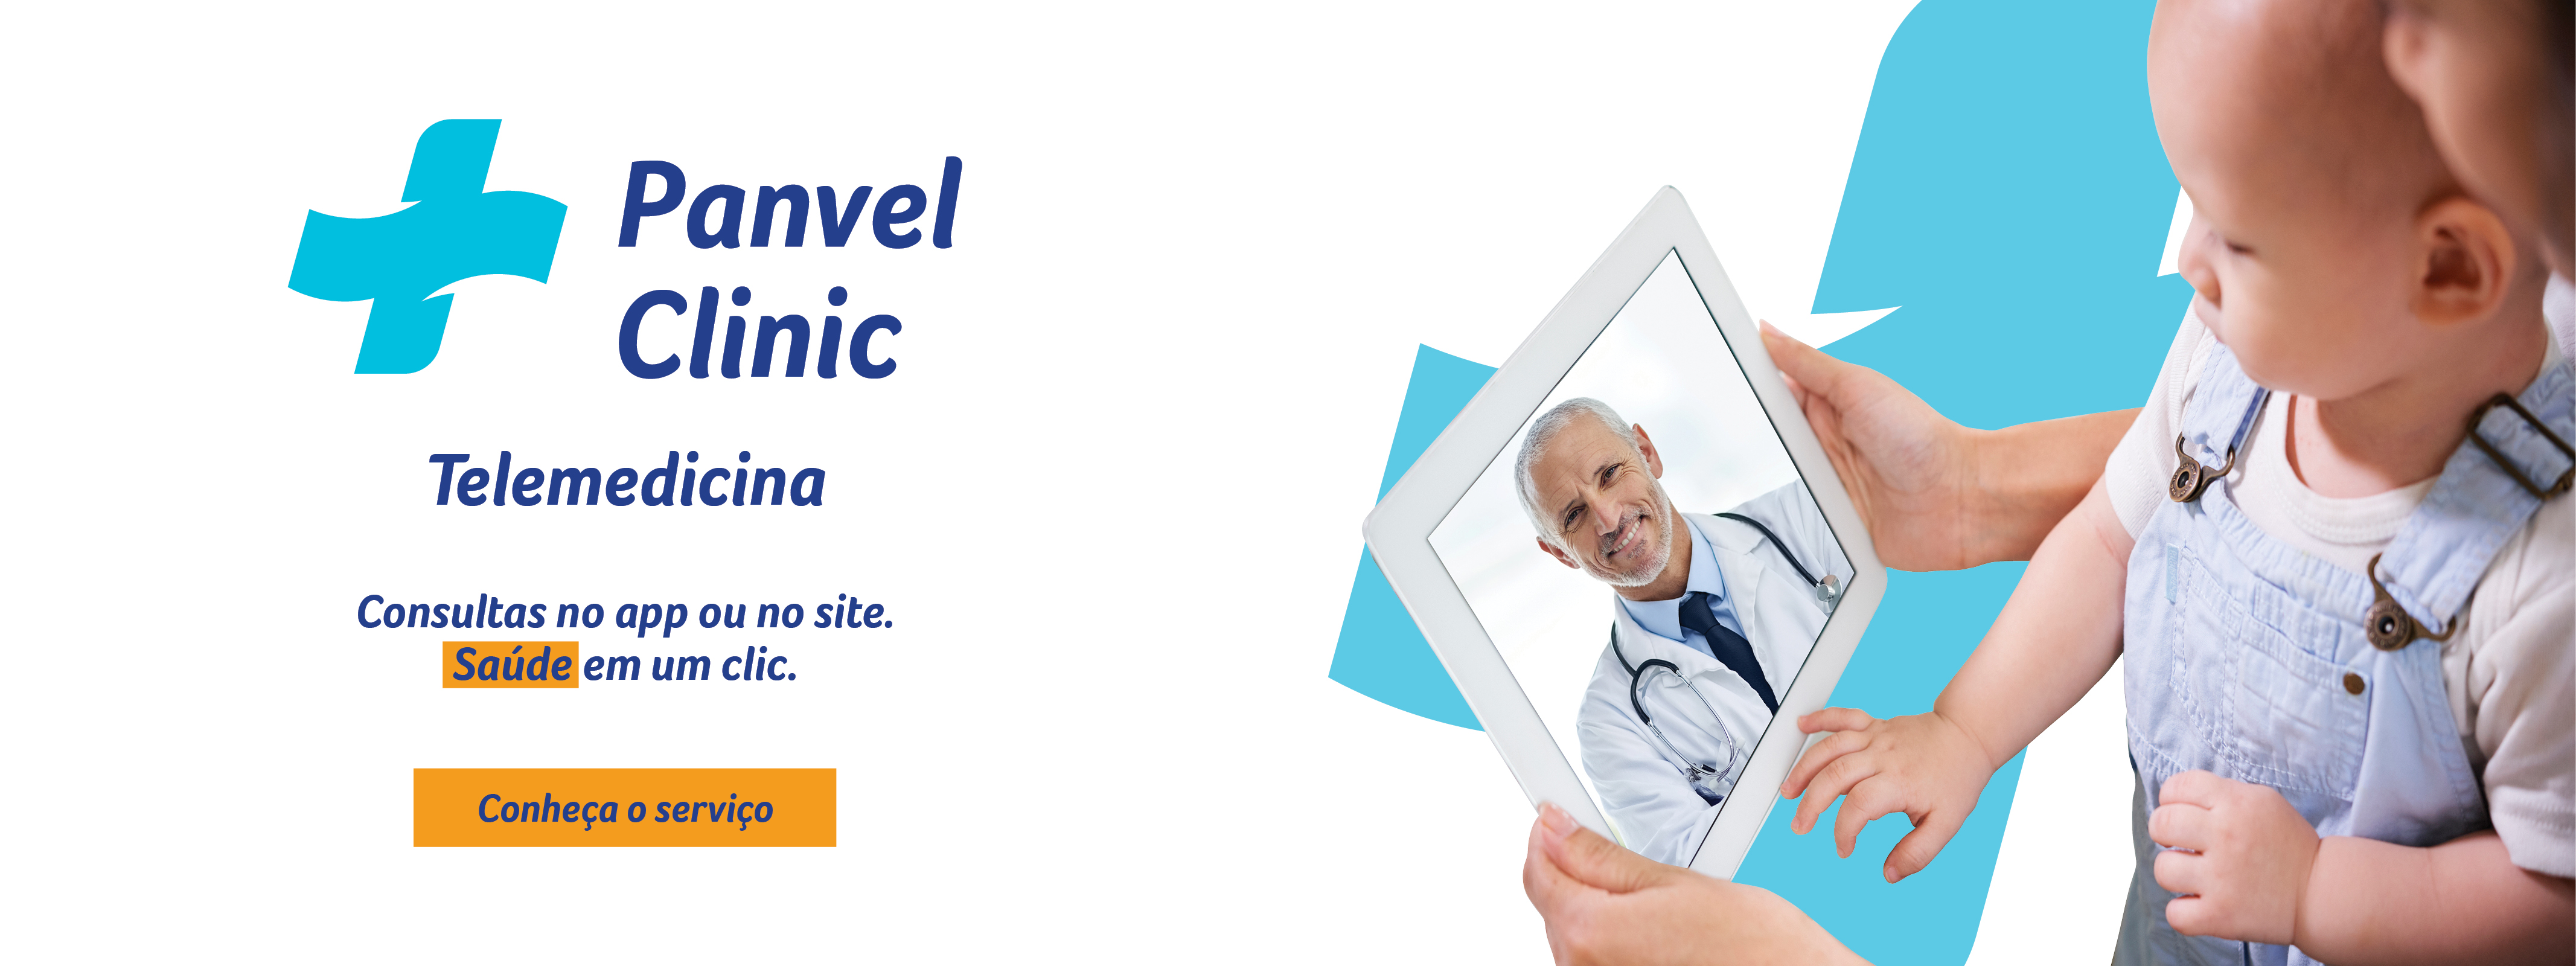 Panvel
Clinic
Telemedicina
Consultas no app ou no site.
Saúde em um clic.
Conheça o serviço